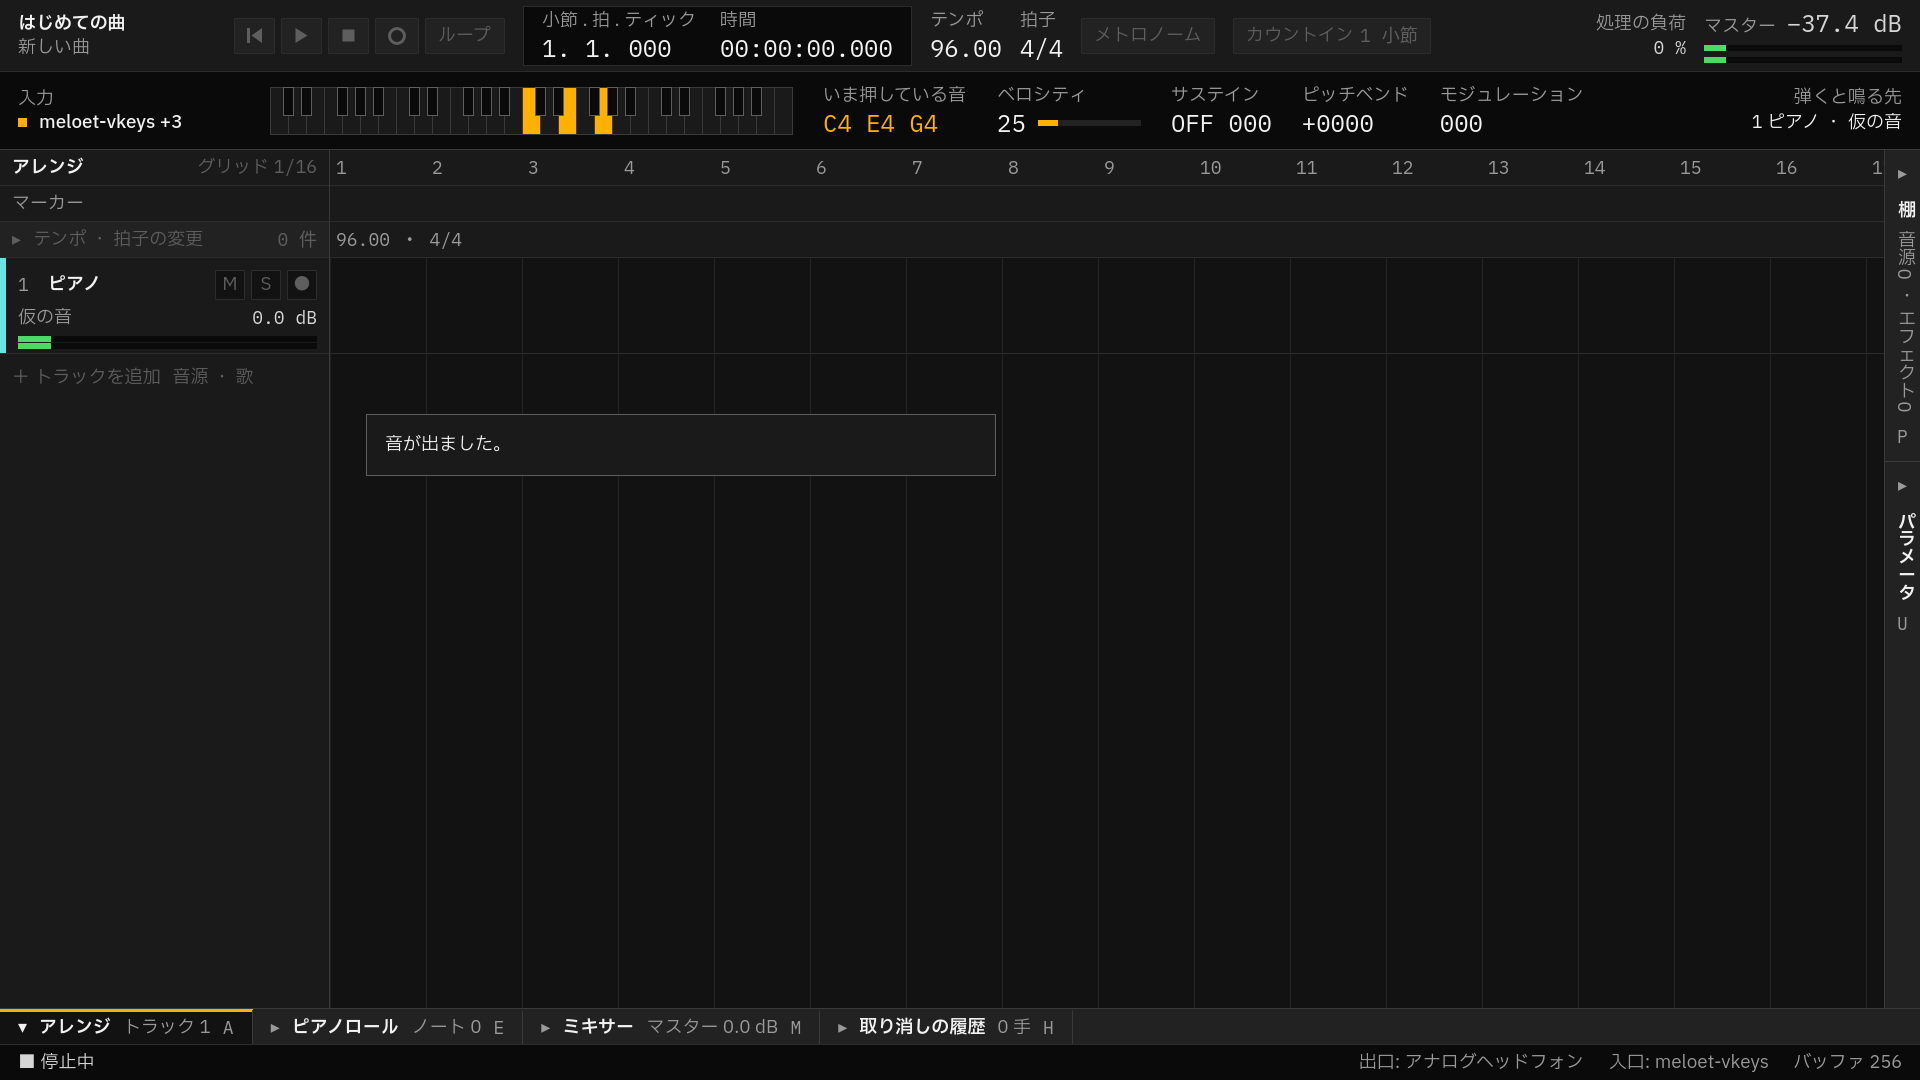 はじめての曲
新しい曲
ループ
小節 . 拍 . ティック 時間
1. 1. 000 00:00:00.000
テンポ 拍子
96.00 4/4
メトロノーム
カウントイン 1 小節
処理の負荷
0 %
マスター −37.4 dB
入力
meloet-vkeys +3
いま押している音
C4 E4 G4
ベロシティ
25
サステイン
OFF 000
ピッチベンド
+0000
モジュレーション
000
弾くと鳴る先
1 ピアノ · 仮の音
アレンジ グリッド 1/16
1 2 3 4 5 6 7 8 9 10 11 12 13 14 15 16 1
マーカー
テンポ · 拍子の変更 0 件
96.00 · 4/4
1 ピアノ M S
仮の音 0.0 dB
+ トラックを追加 音源 · 歌
音が出ました。
棚 音源 0 · エフェクト 0 P
パラメータ U
アレンジ トラック 1 A
ピアノロール ノート 0 E
ミキサー マスター 0.0 dB M
取り消しの履歴 0 手 H
停止中
出口: アナログヘッドフォン 入口: meloet-vkeys バッファ 256